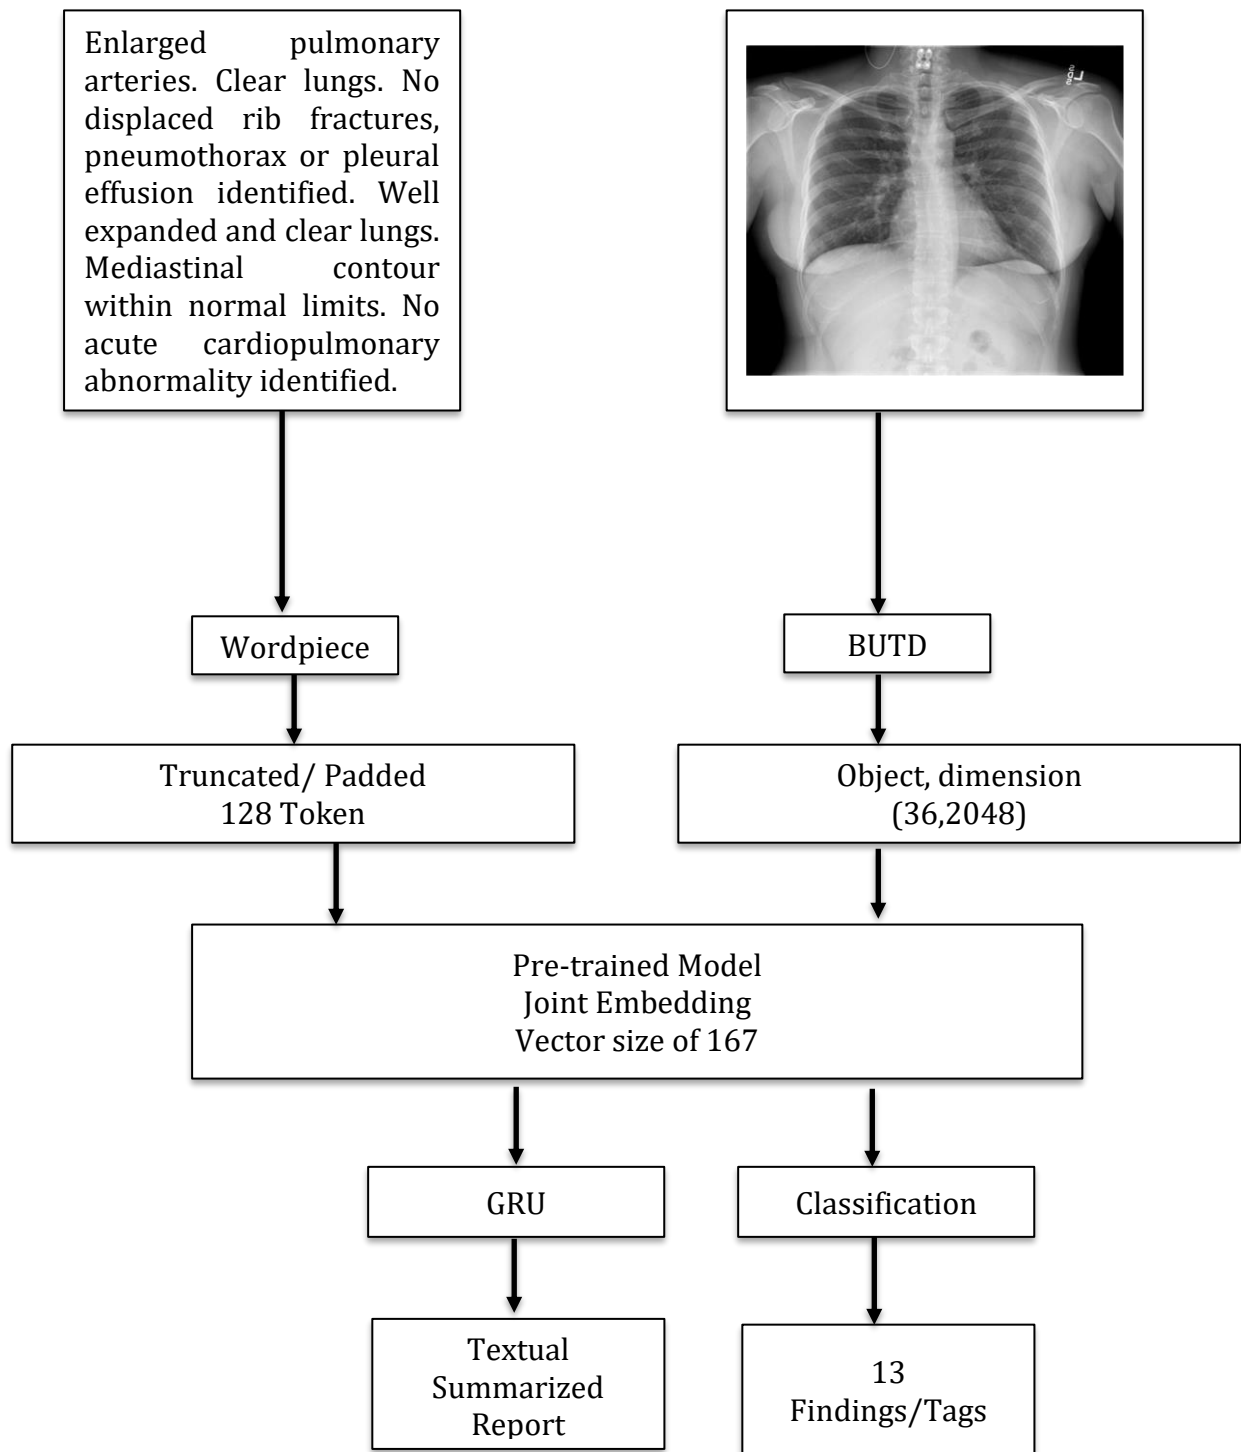 Enlarged pulmonary
arteries. Clear lungs. No
displaced rib fractures,
pneumothorax or pleural
effusion identified. Well
expanded and clear lungs.
Mediastinal contour
within normal limits. No
acute cardiopulmonary
abnormality identified.
Wordpiece
BUTD
Truncated/ Padded
128 Token
Object, dimension
(36,2048)
Pre-trained Model
Joint Embedding
Vector size of 167
GRU
Classification
Textual
Summarized
Report
13
Findings/Tags